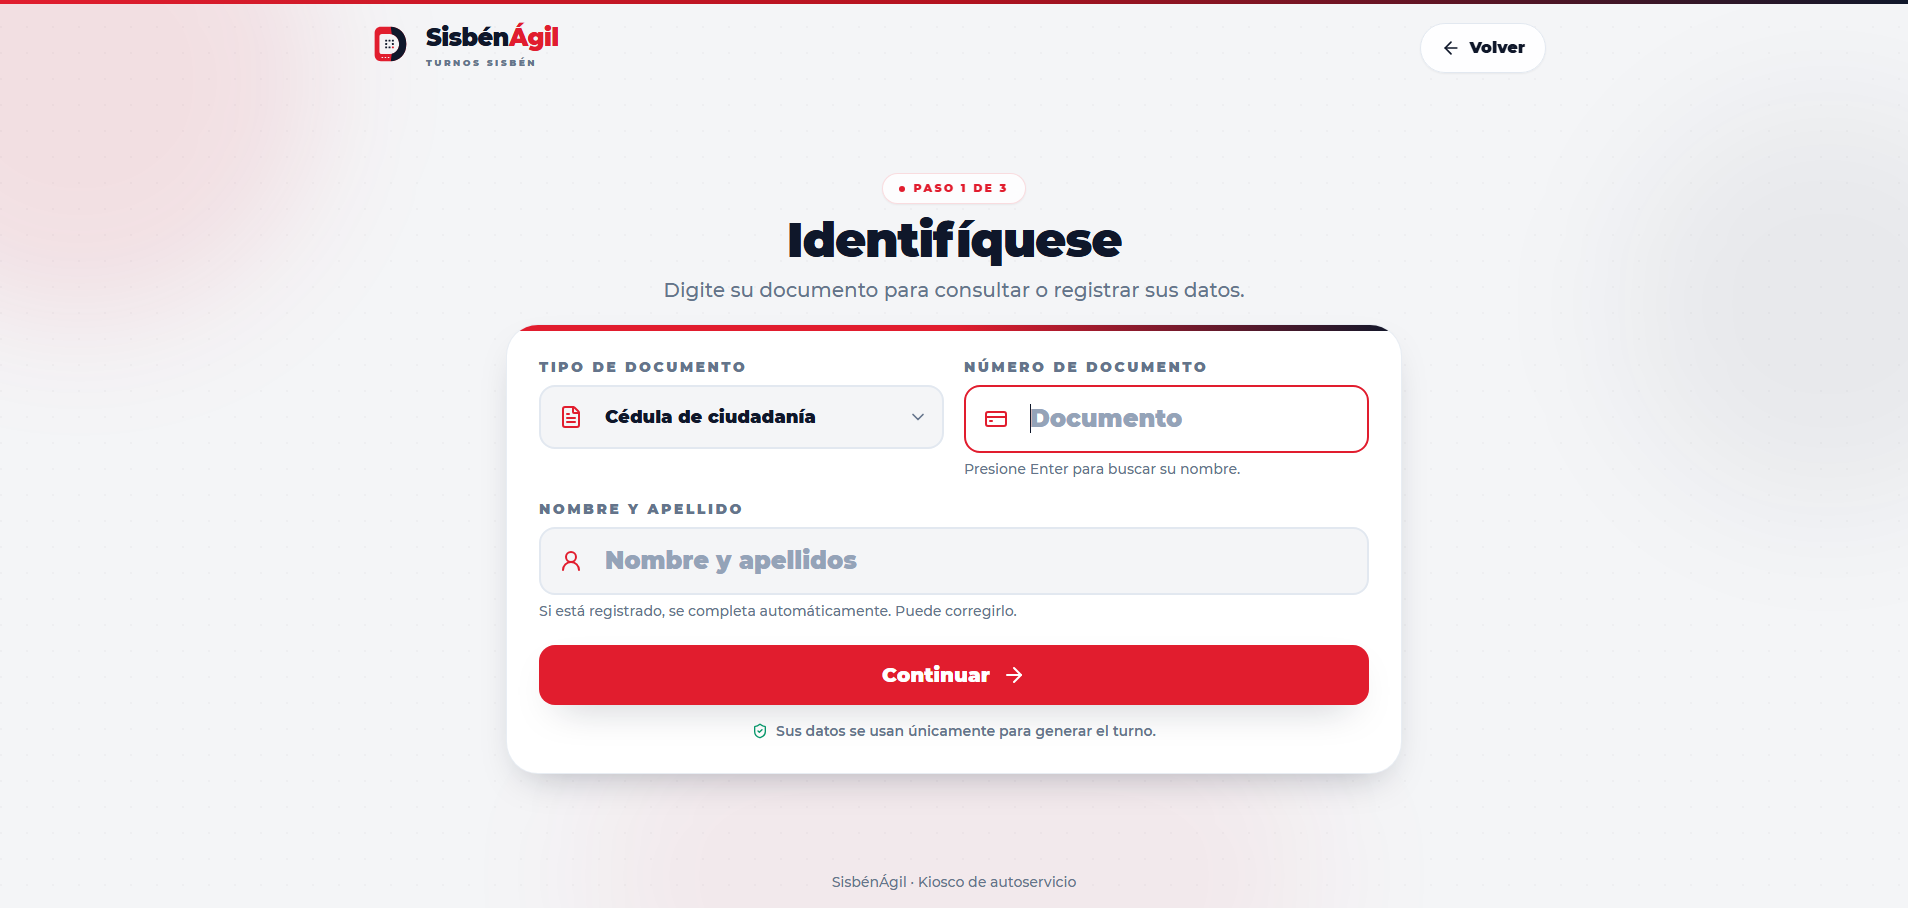 SisbénÁgil
TURNOS SISBÉN
Volver
PASO 1 DE 3
Identifíquese
Digite su documento para consultar o registrar sus datos.
TIPO DE DOCUMENTO
Cédula de ciudadanía
NÚMERO DE DOCUMENTO
Documento
Presione Enter para buscar su nombre.
NOMBRE Y APELLIDO
Nombre y apellidos
Si está registrado, se completa automáticamente. Puede corregirlo.
Continuar
Sus datos se usan únicamente para generar el turno.
SisbénÁgil · Kiosco de autoservicio